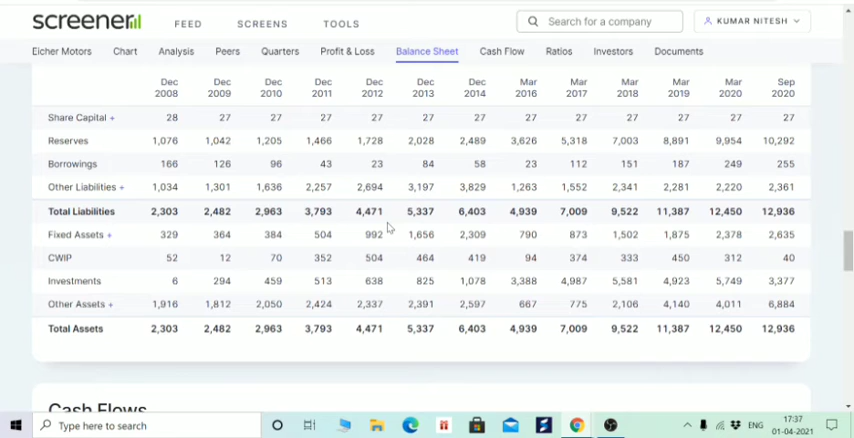 screener
FEED SCREENS TOOLS
Search for a company
KUMAR NITESH
Eicher Motors Chart Analysis Peers Quarters Profit & Loss Balance Sheet Cash Flow Ratios Investors Documents
Dec 2008 Dec 2009 Dec 2010 Dec 2011 Dec 2012 Dec 2013 Dec 2014 Mar 2016 Mar 2017 Mar 2018 Mar 2019 Mar 2020 Sep 2020
Share Capital + 28 27 27 27 27 27 27 27 27 27 27 27 27
Reserves 1,076 1,042 1,205 1,466 1,728 2,028 2,489 3,626 5,318 7,003 8,891 9,954 10,292
Borrowings 166 126 96 43 23 84 58 23 112 151 187 249 255
Other Liabilities + 1,034 1,301 1,636 2,257 2,694 3,197 3,829 1,263 1,552 2,341 2,281 2,220 2,361
Total Liabilities 2,303 2,482 2,963 3,793 4,471 5,337 6,403 4,939 7,009 9,522 11,387 12,450 12,936
Fixed Assets + 329 364 384 504 992 1,656 2,309 790 873 1,502 1,875 2,378 2,635
CWIP 52 12 70 352 504 464 419 94 374 333 450 312 40
Investments 6 294 459 513 638 825 1,078 3,388 4,987 5,581 4,923 5,749 3,377
Other Assets + 1,916 1,812 2,050 2,424 2,337 2,391 2,597 667 775 2,106 4,140 4,011 6,884
Total Assets 2,303 2,482 2,963 3,793 4,471 5,337 6,403 4,939 7,009 9,522 11,387 12,450 12,936
Cash Flows
Type here to search
ENG
17:37
01-04-2021